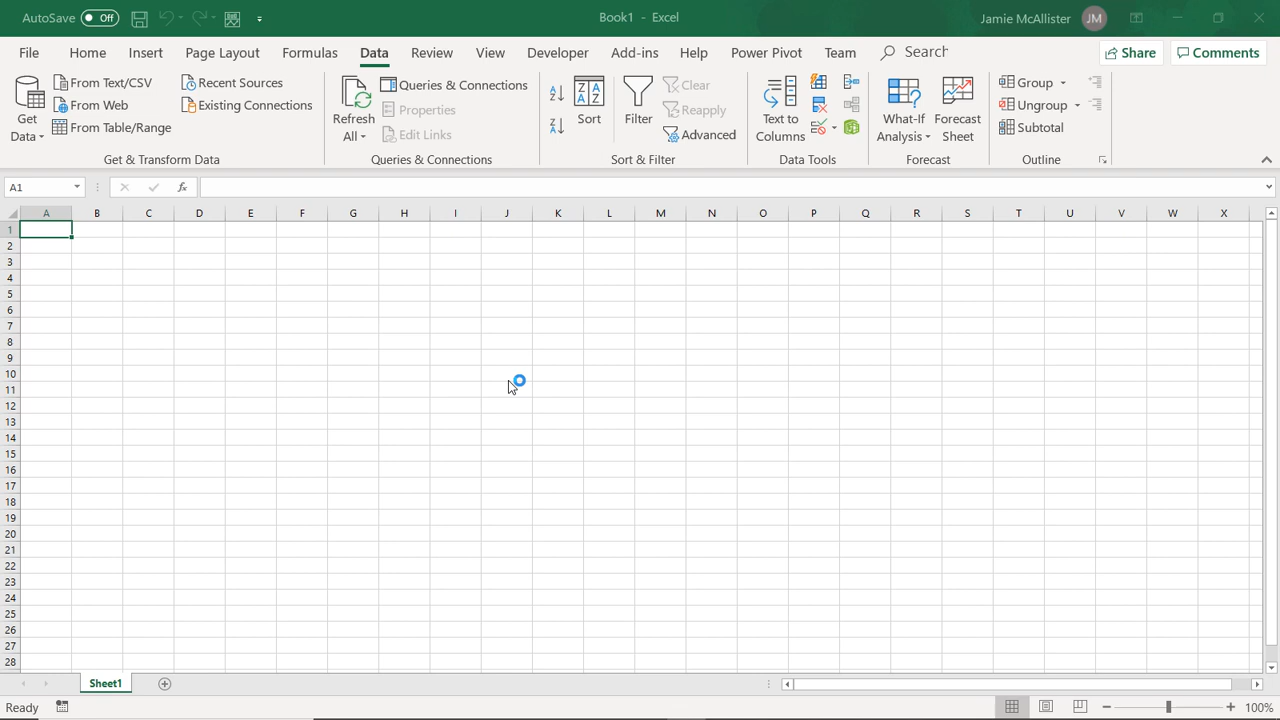 AutoSave Off Book1 - Excel Jamie McAllister JM
File Home Insert Page Layout Formulas Data Review View Developer Add-ins Help Power Pivot Team Search Share Comments
Get Data
From Text/CSV
From Web
From Table/Range
Recent Sources
Existing Connections
Get & Transform Data
Refresh All
Queries & Connections
Properties
Edit Links
Queries & Connections
Sort
Filter
Clear
Reapply
Advanced
Sort & Filter
Text to Columns
Data Tools
What-If Analysis
Forecast Sheet
Forecast
Group
Ungroup
Subtotal
Outline
A1 fx
A B C D E F G H I J K L M N O P Q R S T U V W X
1
2
3
4
5
6
7
8
9
10
11
12
13
14
15
16
17
18
19
20
21
22
23
24
25
26
27
28
Sheet1
Ready 100%